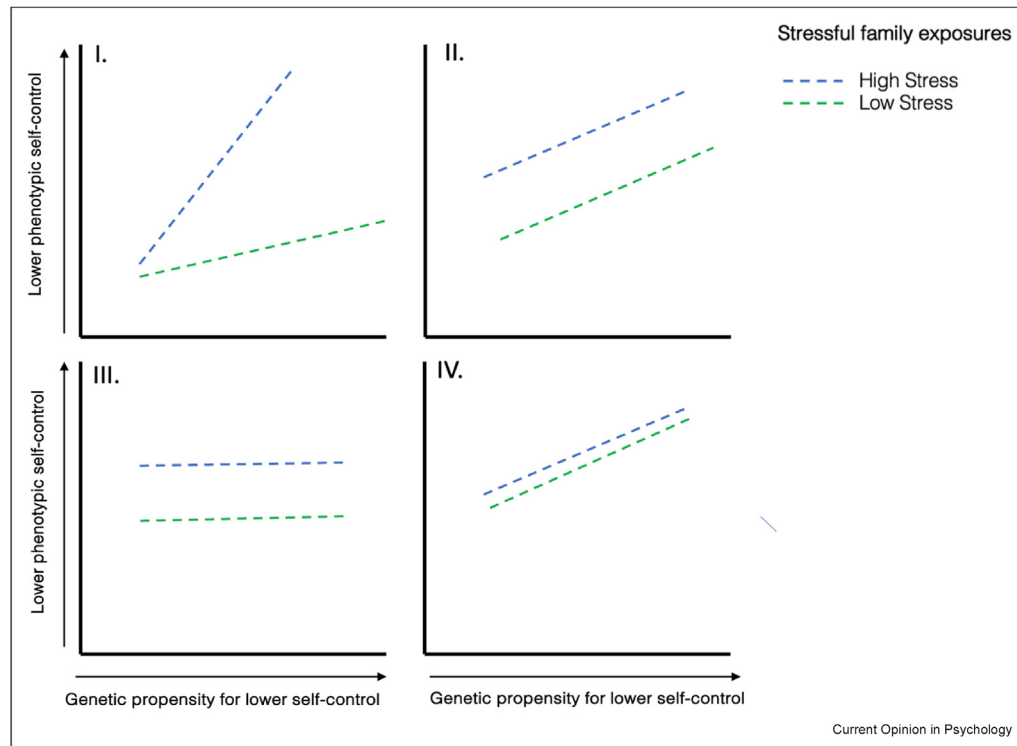 Stressful family exposures
High Stress
Low Stress
I.
II.
Lower phenotypic self-control
III.
IV.
Lower phenotypic self-control
Genetic propensity for lower self-control
Genetic propensity for lower self-control
Current Opinion in Psychology